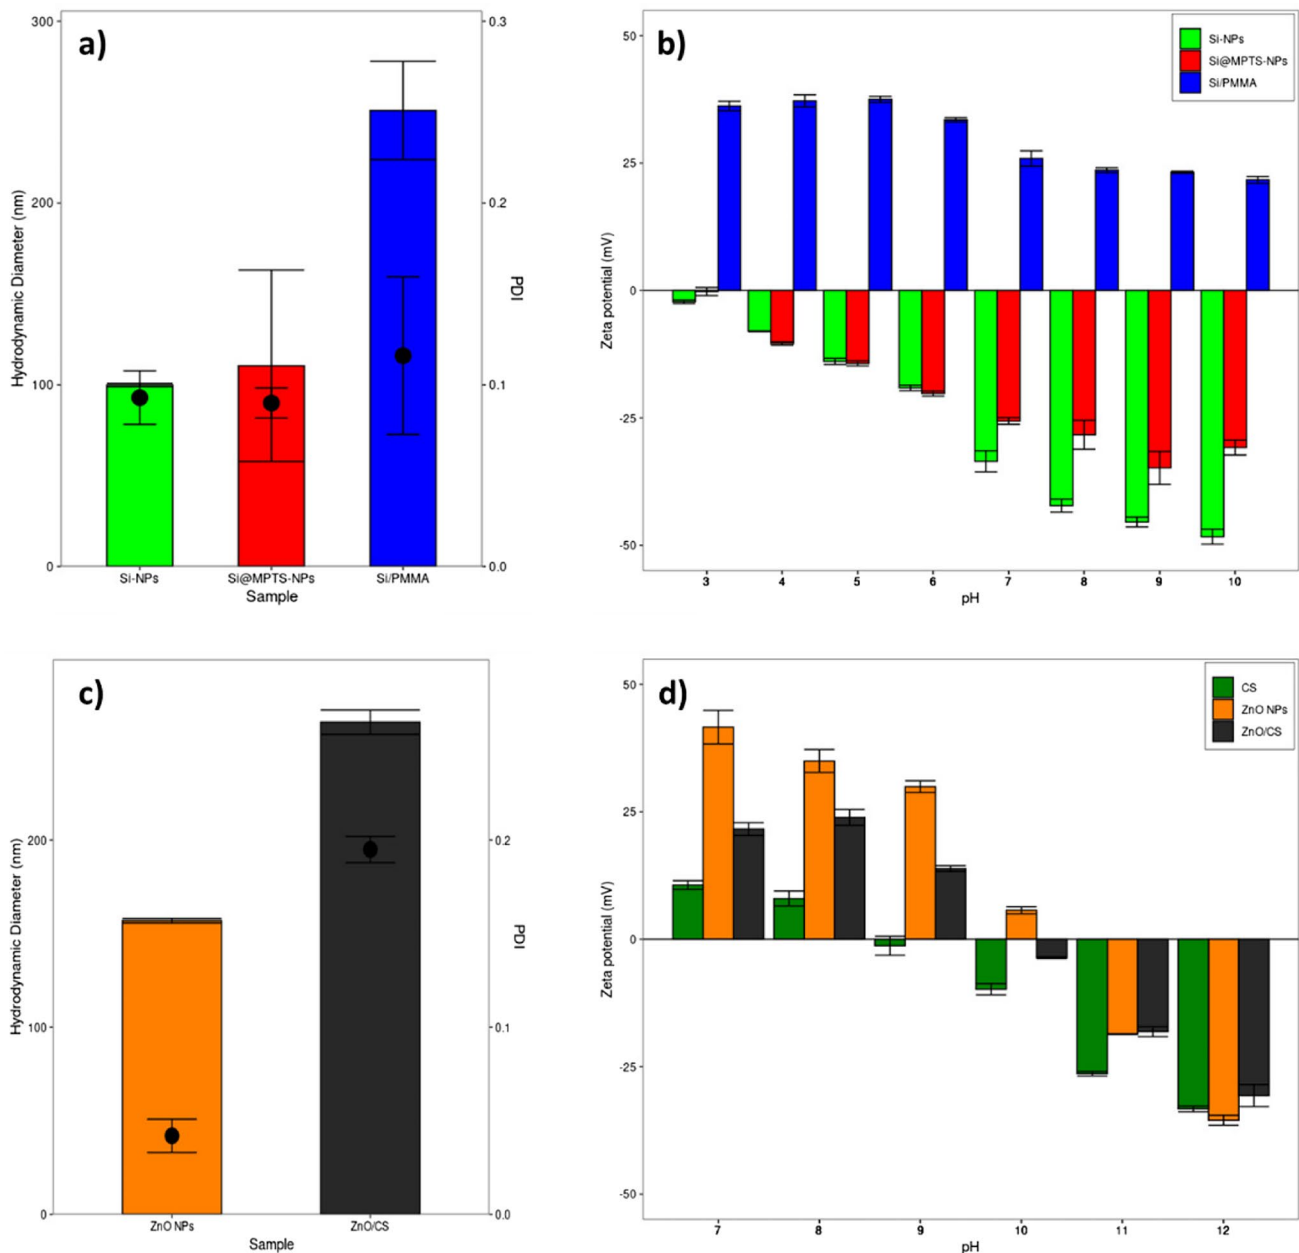 a)
300
200
100
0
0.3
0.2
0.1
0.0
Hydrodynamic Diameter (nm)
PDI
Si-NPs
Si@MPTS-NPs
Si/PMMA
Sample
b)
Si-NPs
Si@MPTS-NPs
Si/PMMA
50
25
0
-25
-50
Zeta potential (mV)
3 4 5 6 7 8 9 10
pH
c)
200
100
0
0.2
0.1
0.0
Hydrodynamic Diameter (nm)
PDI
ZnO NPs
ZnO/CS
Sample
d)
CS
ZnO NPs
ZnO/CS
50
25
0
-25
-50
Zeta potential (mV)
7 8 9 10 11 12
pH